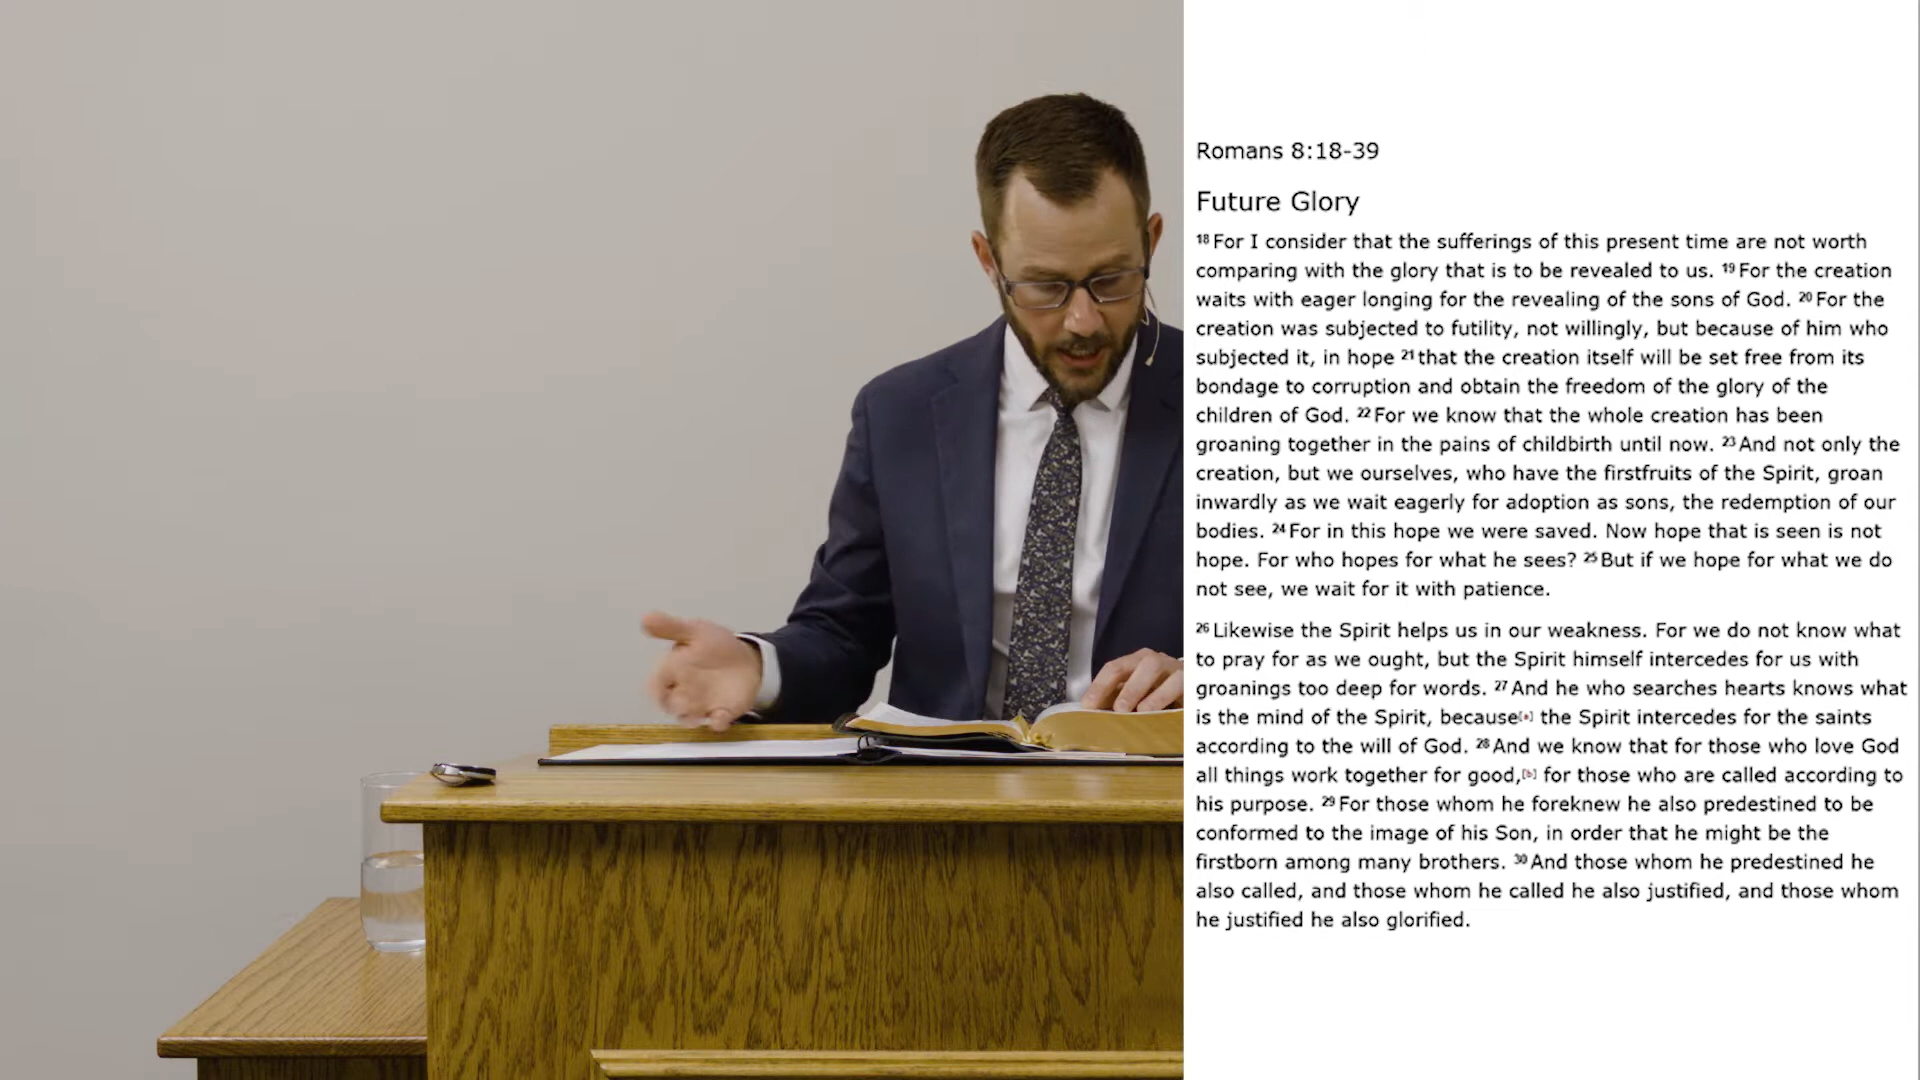 Romans 8:18-39
Future Glory
18 For I consider that the sufferings of this present time are not worth
comparing with the glory that is to be revealed to us. 19 For the creation
waits with eager longing for the revealing of the sons of God. 20 For the
creation was subjected to futility, not willingly, but because of him who
subjected it, in hope 21 that the creation itself will be set free from its
bondage to corruption and obtain the freedom of the glory of the
children of God. 22 For we know that the whole creation has been
groaning together in the pains of childbirth until now. 23 And not only the
creation, but we ourselves, who have the firstfruits of the Spirit, groan
inwardly as we wait eagerly for adoption as sons, the redemption of our
bodies. 24 For in this hope we were saved. Now hope that is seen is not
hope. For who hopes for what he sees? 25 But if we hope for what we do
not see, we wait for it with patience.
26 Likewise the Spirit helps us in our weakness. For we do not know what
to pray for as we ought, but the Spirit himself intercedes for us with
groanings too deep for words. 27 And he who searches hearts knows what
is the mind of the Spirit, because[a] the Spirit intercedes for the saints
according to the will of God. 28 And we know that for those who love God
all things work together for good,[b] for those who are called according to
his purpose. 29 For those whom he foreknew he also predestined to be
conformed to the image of his Son, in order that he might be the
firstborn among many brothers. 30 And those whom he predestined he
also called, and those whom he called he also justified, and those whom
he justified he also glorified.